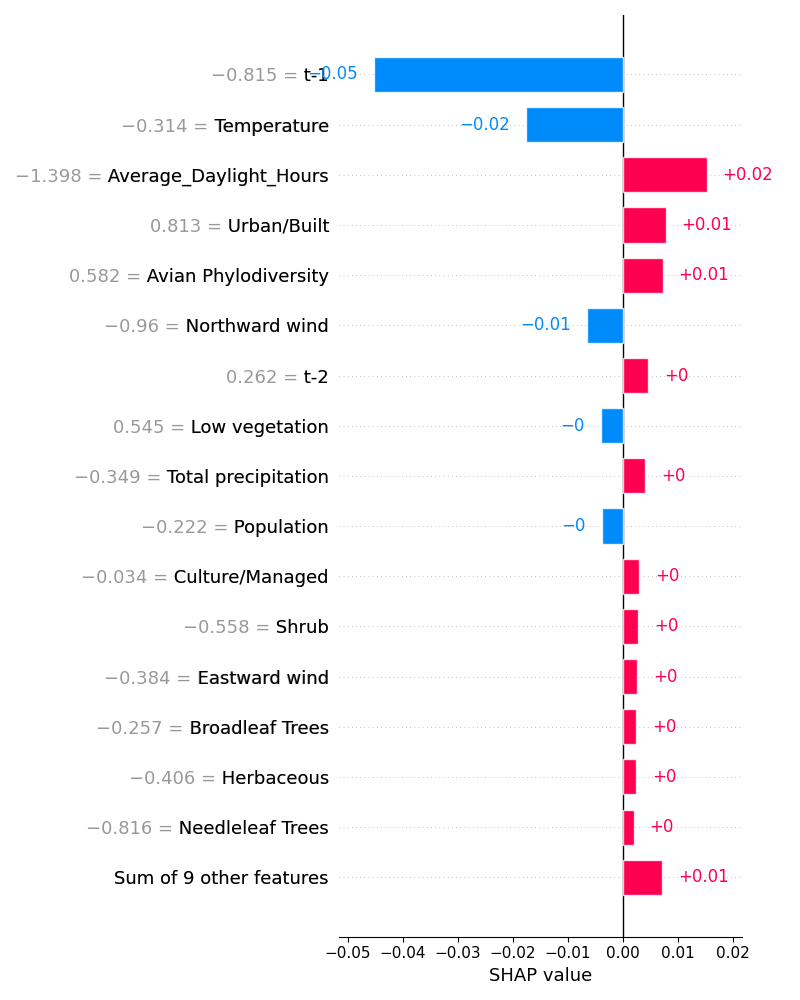 −0.815 = t-1 −0.05
−0.314 = Temperature −0.02
−1.398 = Average_Daylight_Hours +0.02
0.813 = Urban/Built +0.01
0.582 = Avian Phylodiversity +0.01
−0.96 = Northward wind −0.01
0.262 = t-2 +0
0.545 = Low vegetation −0
−0.349 = Total precipitation +0
−0.222 = Population −0
−0.034 = Culture/Managed +0
−0.558 = Shrub +0
−0.384 = Eastward wind +0
−0.257 = Broadleaf Trees +0
−0.406 = Herbaceous +0
−0.816 = Needleleaf Trees +0
Sum of 9 other features +0.01
−0.05 −0.04 −0.03 −0.02 −0.01 0.00 0.01 0.02
SHAP value